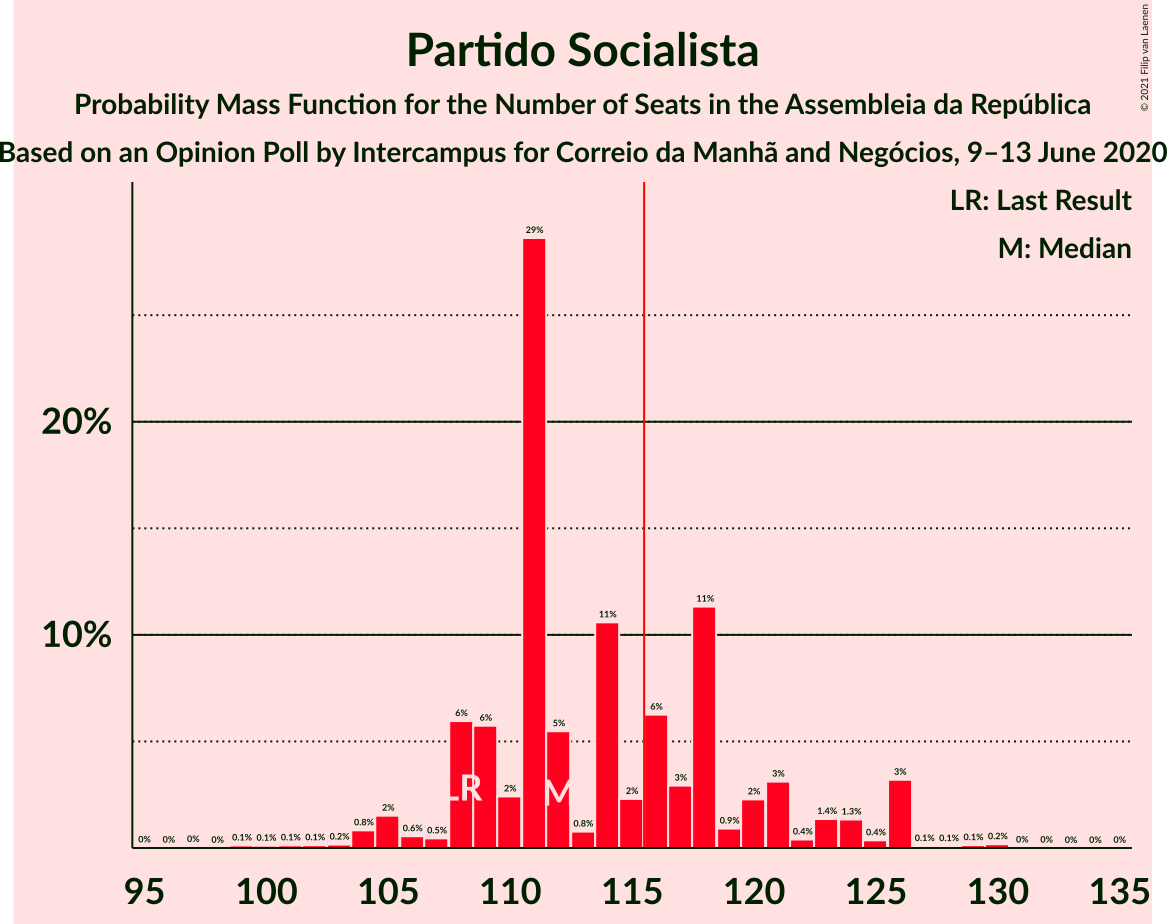 © 2021 Filip van Laenen
Partido Socialista
Probability Mass Function for the Number of Seats in the Assembleia da República
Based on an Opinion Poll by Intercampus for Correio da Manhã and Negócios, 9–13 June 2020
LR: Last Result
M: Median
29%
20%
11% 11%
10%
6% 6% 5% 6%
3% 3% 3%
LR M
2% 2% 2% 2%
0.8% 0.6% 0.5% 0.8% 0.9% 0.4% 1.4% 1.3% 0.4%
0% 0% 0% 0% 0.1% 0.1% 0.1% 0.1% 0.2% 0.1% 0.1% 0.1% 0.2% 0% 0% 0% 0% 0%
95 100 105 110 115 120 125 130 135